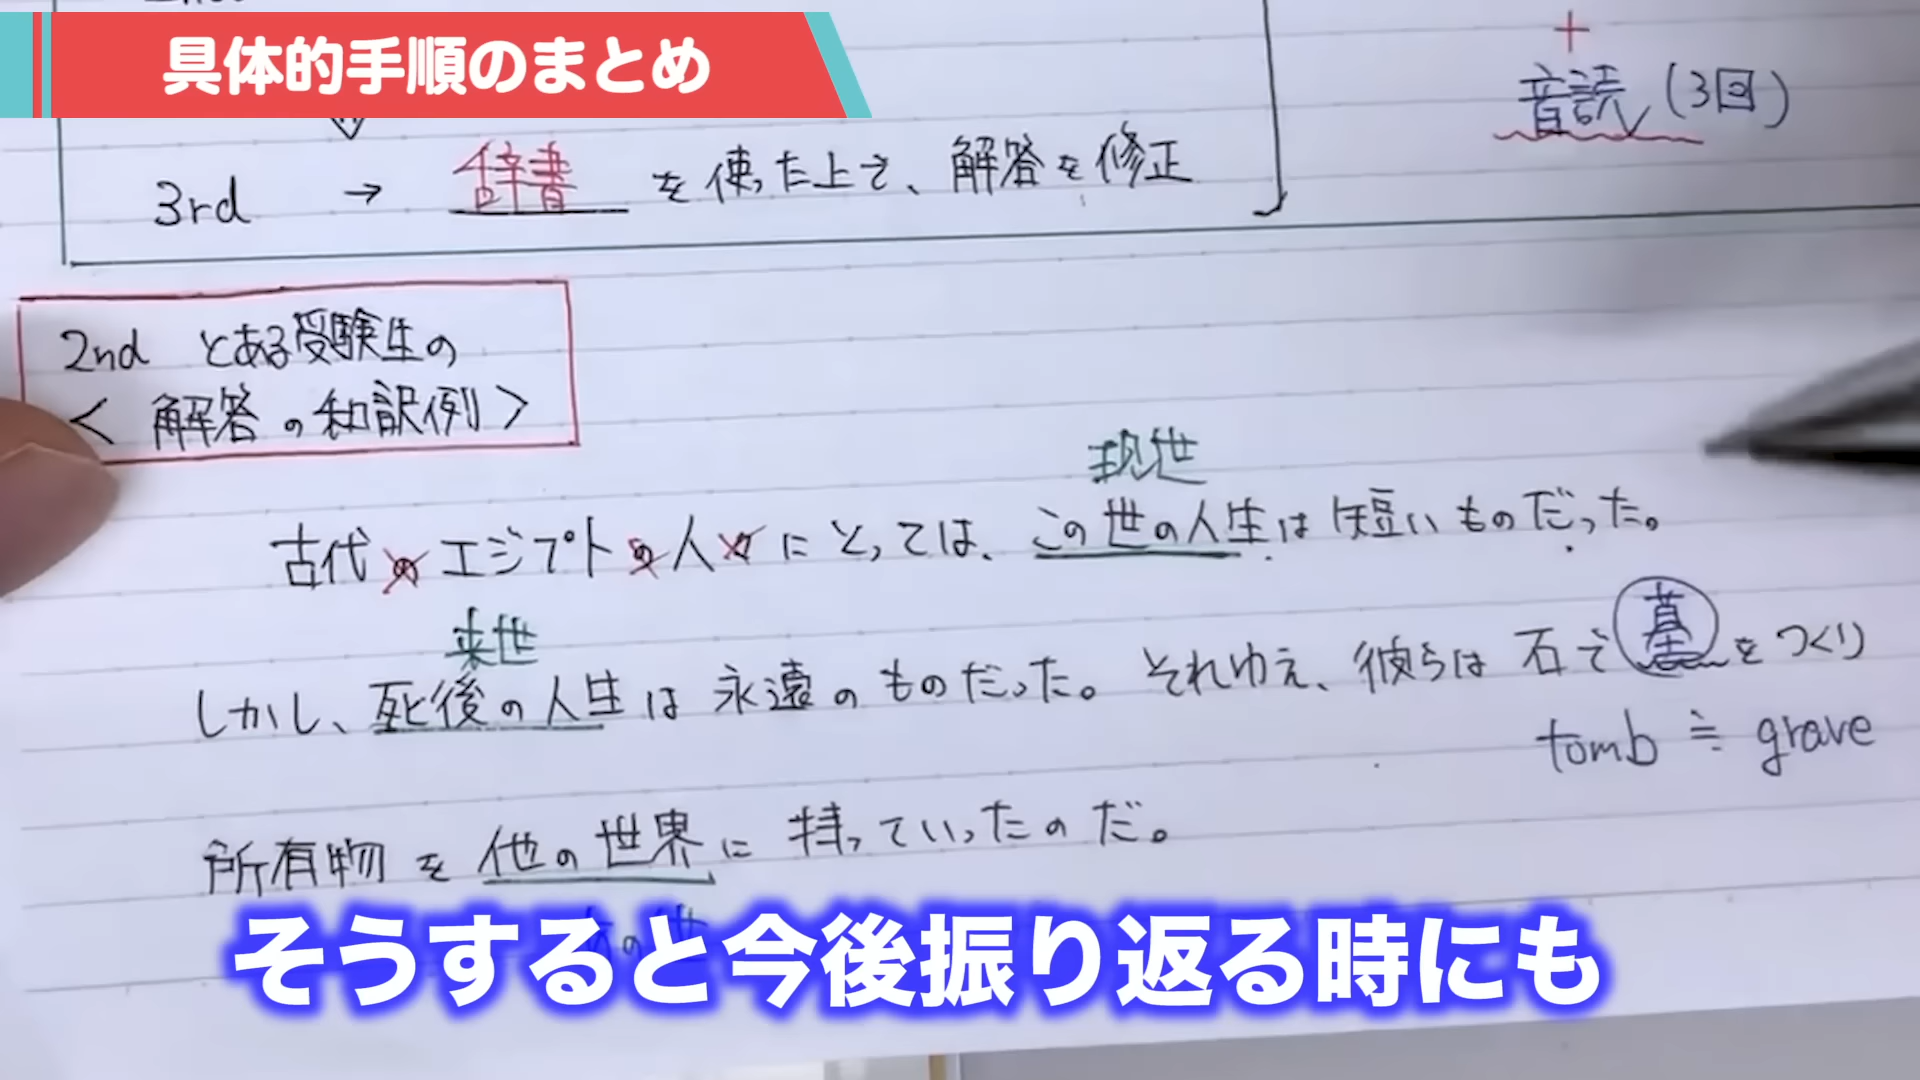 具体的手順のまとめ
+
音読(3回)
3rd → 辞書 を使った上で、解答を修正
2nd とある受験生の
<解答の和訳例>
現世
古代のエジプトの人々にとっては、この世の人生は短いものだった。
来世
しかし、死後の人生は永遠のものだった。それゆえ、彼らは石で墓をつくり
tomb ≒ grave
所有物を他の世界に持っていったのだ。
そうすると今後振り返る時にも